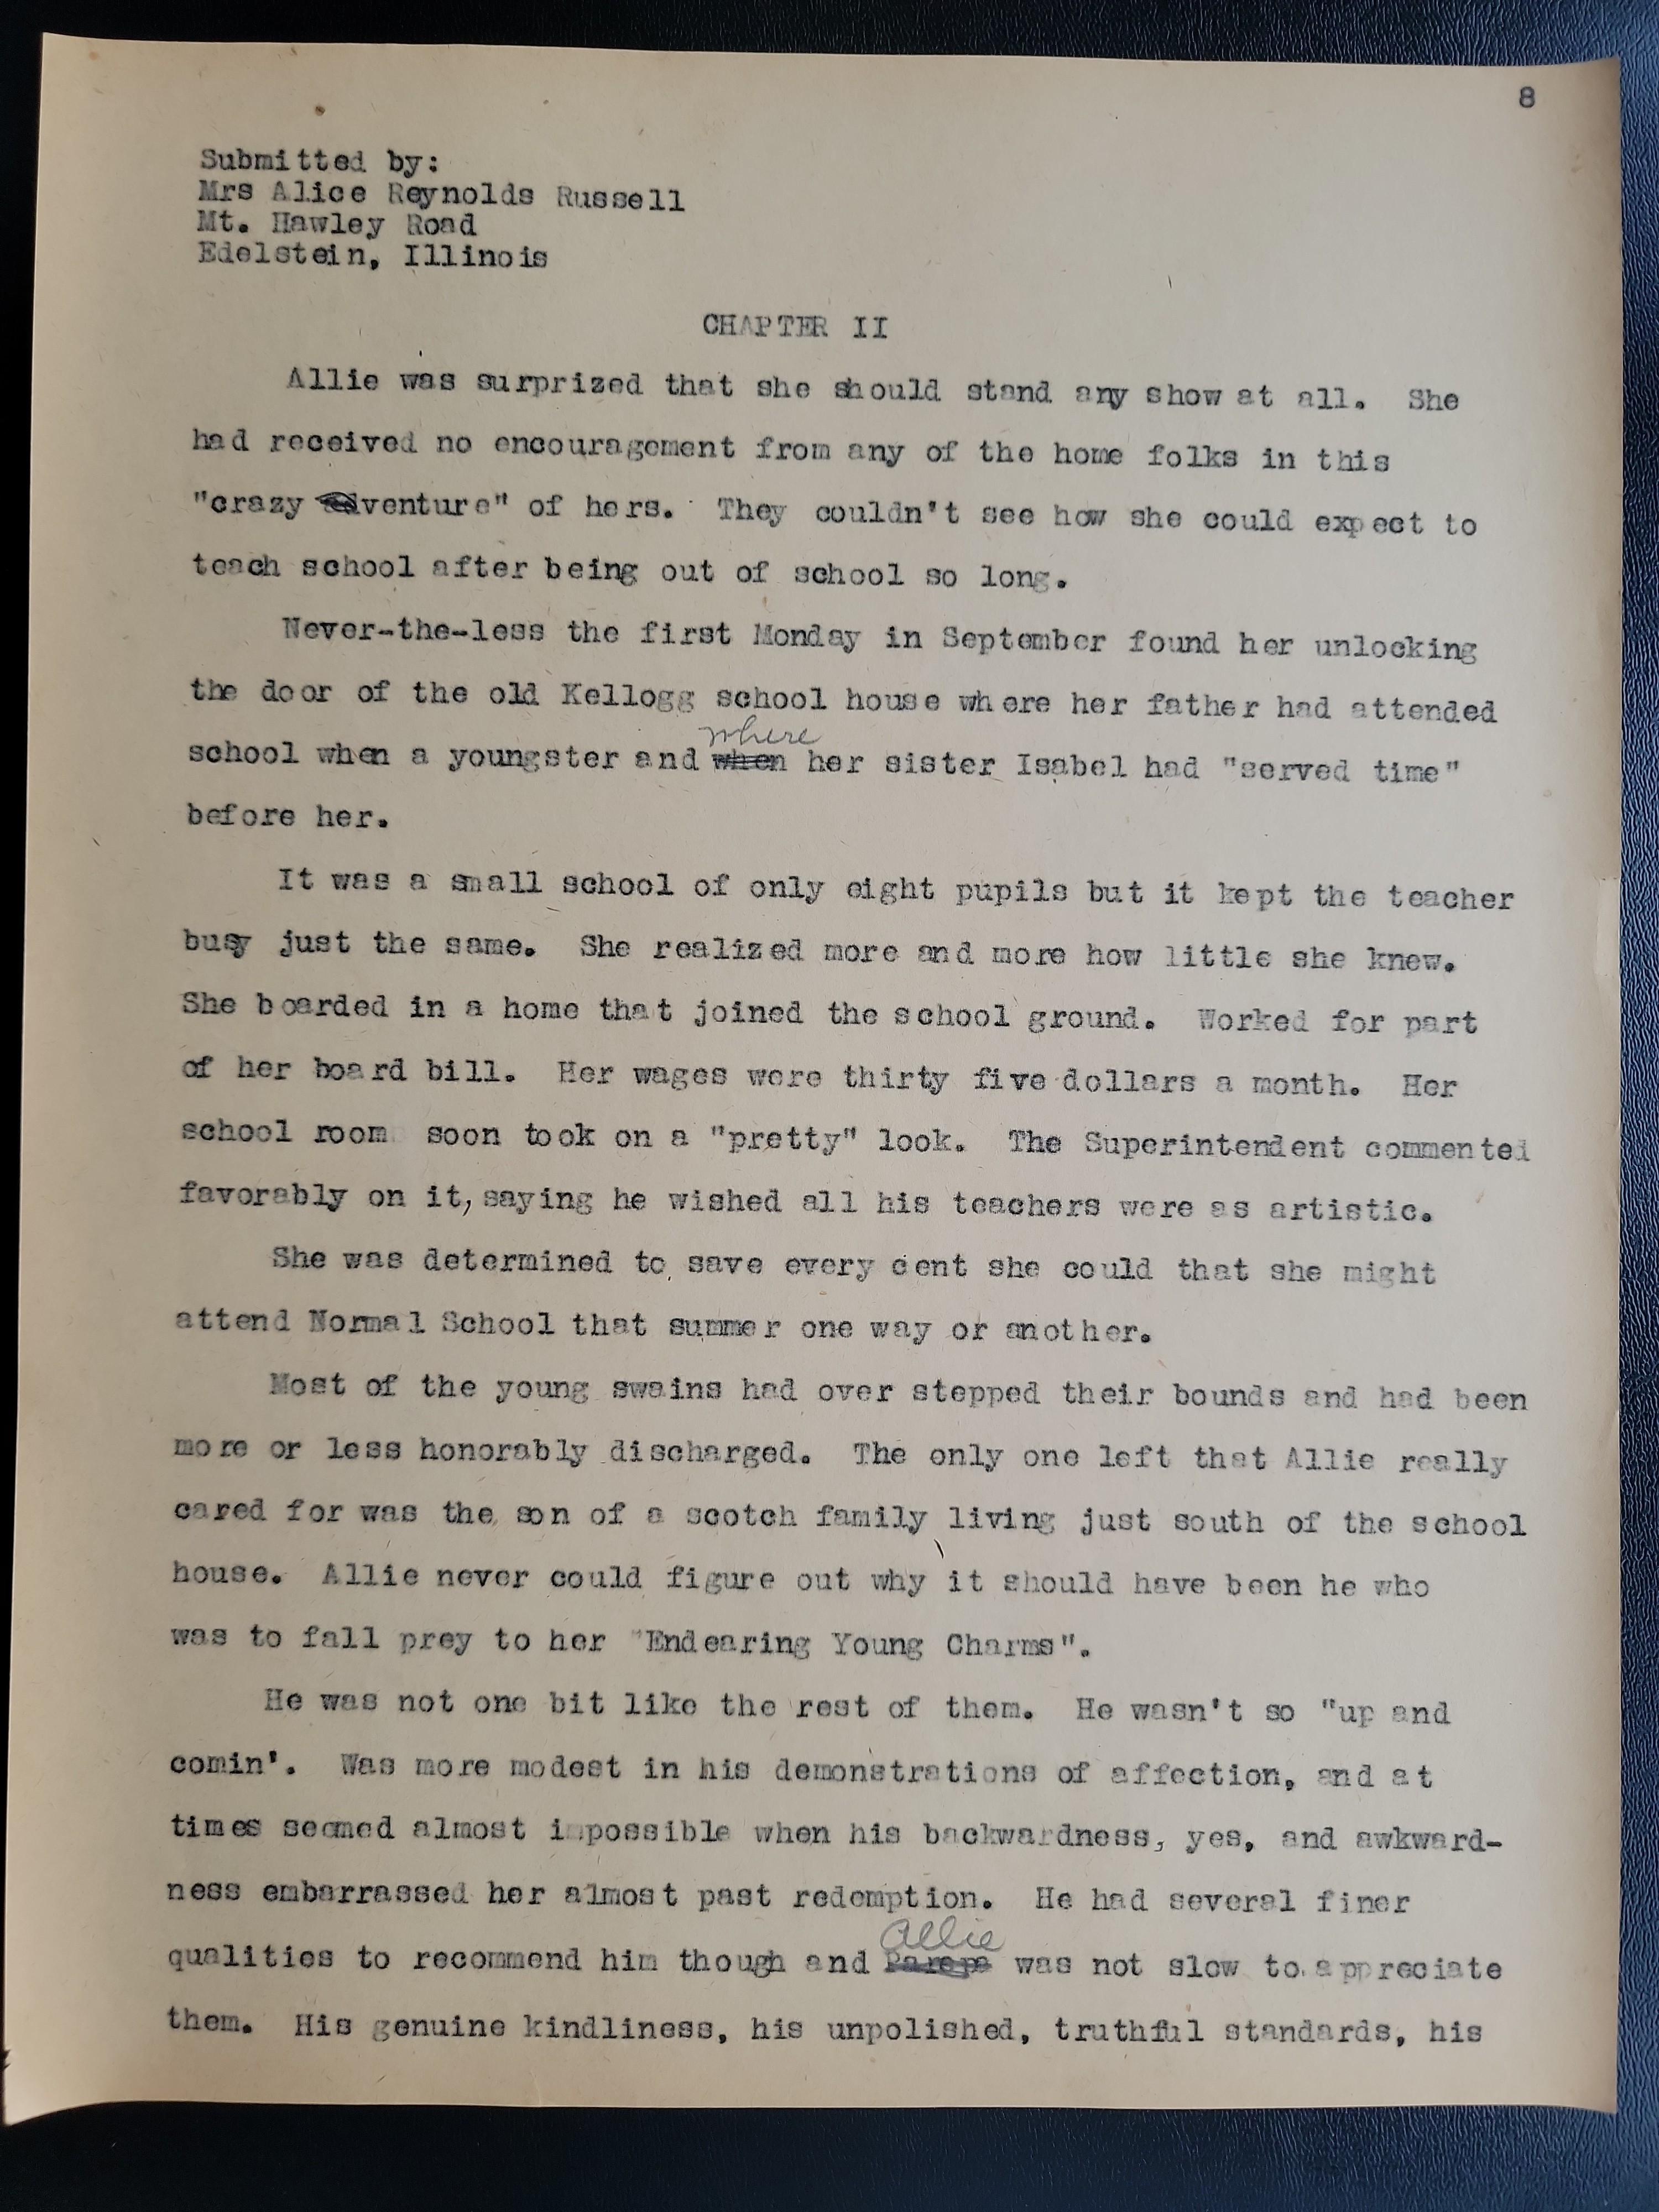 8
Submitted by:
Mrs Alice Reynolds Russell
Mt. Hawley Road
Edelstein, Illinois
CHAPTER II
Allie was surprized that she should stand any show at all. She
had received no encouragement from any of the home folks in this
"crazy adventure" of hers. They couldn't see how she could expect to
teach school after being out of school so long.
Never-the-less the first Monday in September found her unlocking
the door of the old Kellogg school house where her father had attended
where
school when a youngster and when her sister Isabel had "served time"
before her.
It was a small school of only eight pupils but it kept the teacher
busy just the same. She realized more and more how little she knew.
She boarded in a home that joined the school ground. Worked for part
of her board bill. Her wages were thirty five dollars a month. Her
school room soon took on a "pretty" look. The Superintendent commented
favorably on it, saying he wished all his teachers were as artistic.
She was determined to save every cent she could that she might
attend Normal School that summer one way or another.
Most of the young swains had over stepped their bounds and had been
more or less honorably discharged. The only one left that Allie really
cared for was the son of a scotch family living just south of the school
house. Allie never could figure out why it should have been he who
was to fall prey to her "Endearing Young Charms".
He was not one bit like the rest of them. He wasn't so "up and
comin'. Was more modest in his demonstrations of affection, and at
times seemed almost impossible when his backwardness, yes, and awkward-
ness embarrassed her almost past redemption. He had several finer
Allie
qualities to recommend him though and was not slow to appreciate
them. His genuine kindliness, his unpolished, truthful standards, his